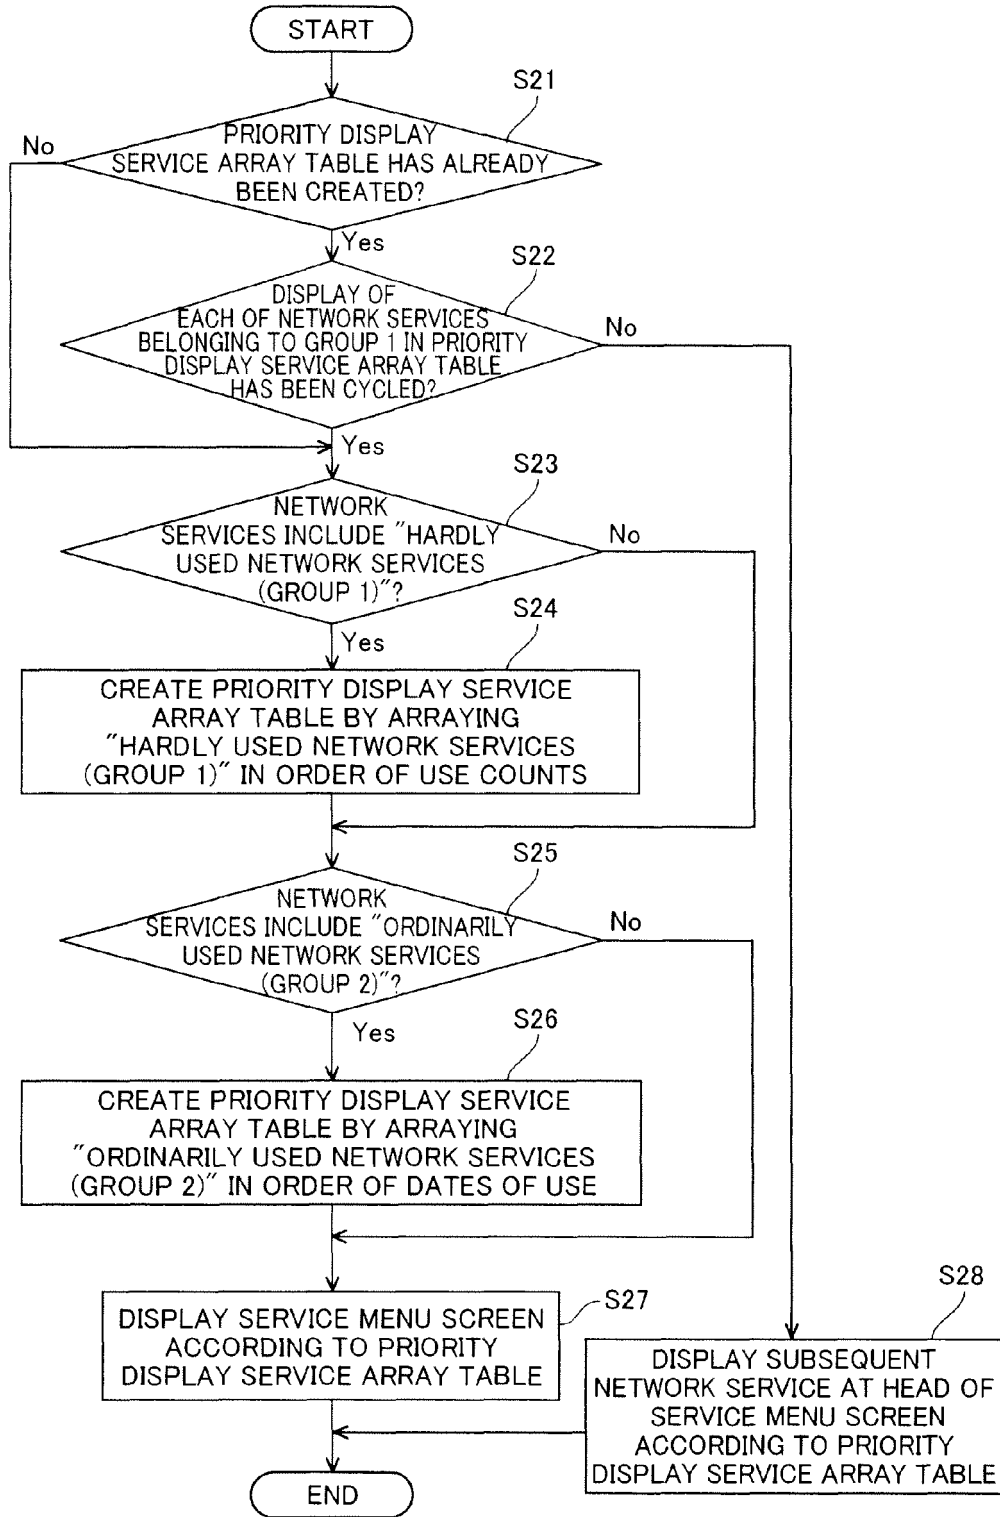 START
S21
PRIORITY DISPLAY
SERVICE ARRAY TABLE HAS ALREADY
BEEN CREATED?
No
Yes
S22
DISPLAY OF
EACH OF NETWORK SERVICES
BELONGING TO GROUP 1 IN PRIORITY
DISPLAY SERVICE ARRAY TABLE
HAS BEEN CYCLED?
No
Yes
S23
NETWORK
SERVICES INCLUDE "HARDLY
USED NETWORK SERVICES
(GROUP 1)"?
No
Yes
S24
CREATE PRIORITY DISPLAY SERVICE
ARRAY TABLE BY ARRAYING
"HARDLY USED NETWORK SERVICES
(GROUP 1)" IN ORDER OF USE COUNTS
S25
NETWORK
SERVICES INCLUDE "ORDINARILY
USED NETWORK SERVICES
(GROUP 2)"?
No
Yes
S26
CREATE PRIORITY DISPLAY SERVICE
ARRAY TABLE BY ARRAYING
"ORDINARILY USED NETWORK SERVICES
(GROUP 2)" IN ORDER OF DATES OF USE
S27
DISPLAY SERVICE MENU SCREEN
ACCORDING TO PRIORITY
DISPLAY SERVICE ARRAY TABLE
S28
DISPLAY SUBSEQUENT
NETWORK SERVICE AT HEAD OF
SERVICE MENU SCREEN
ACCORDING TO PRIORITY
DISPLAY SERVICE ARRAY TABLE
END